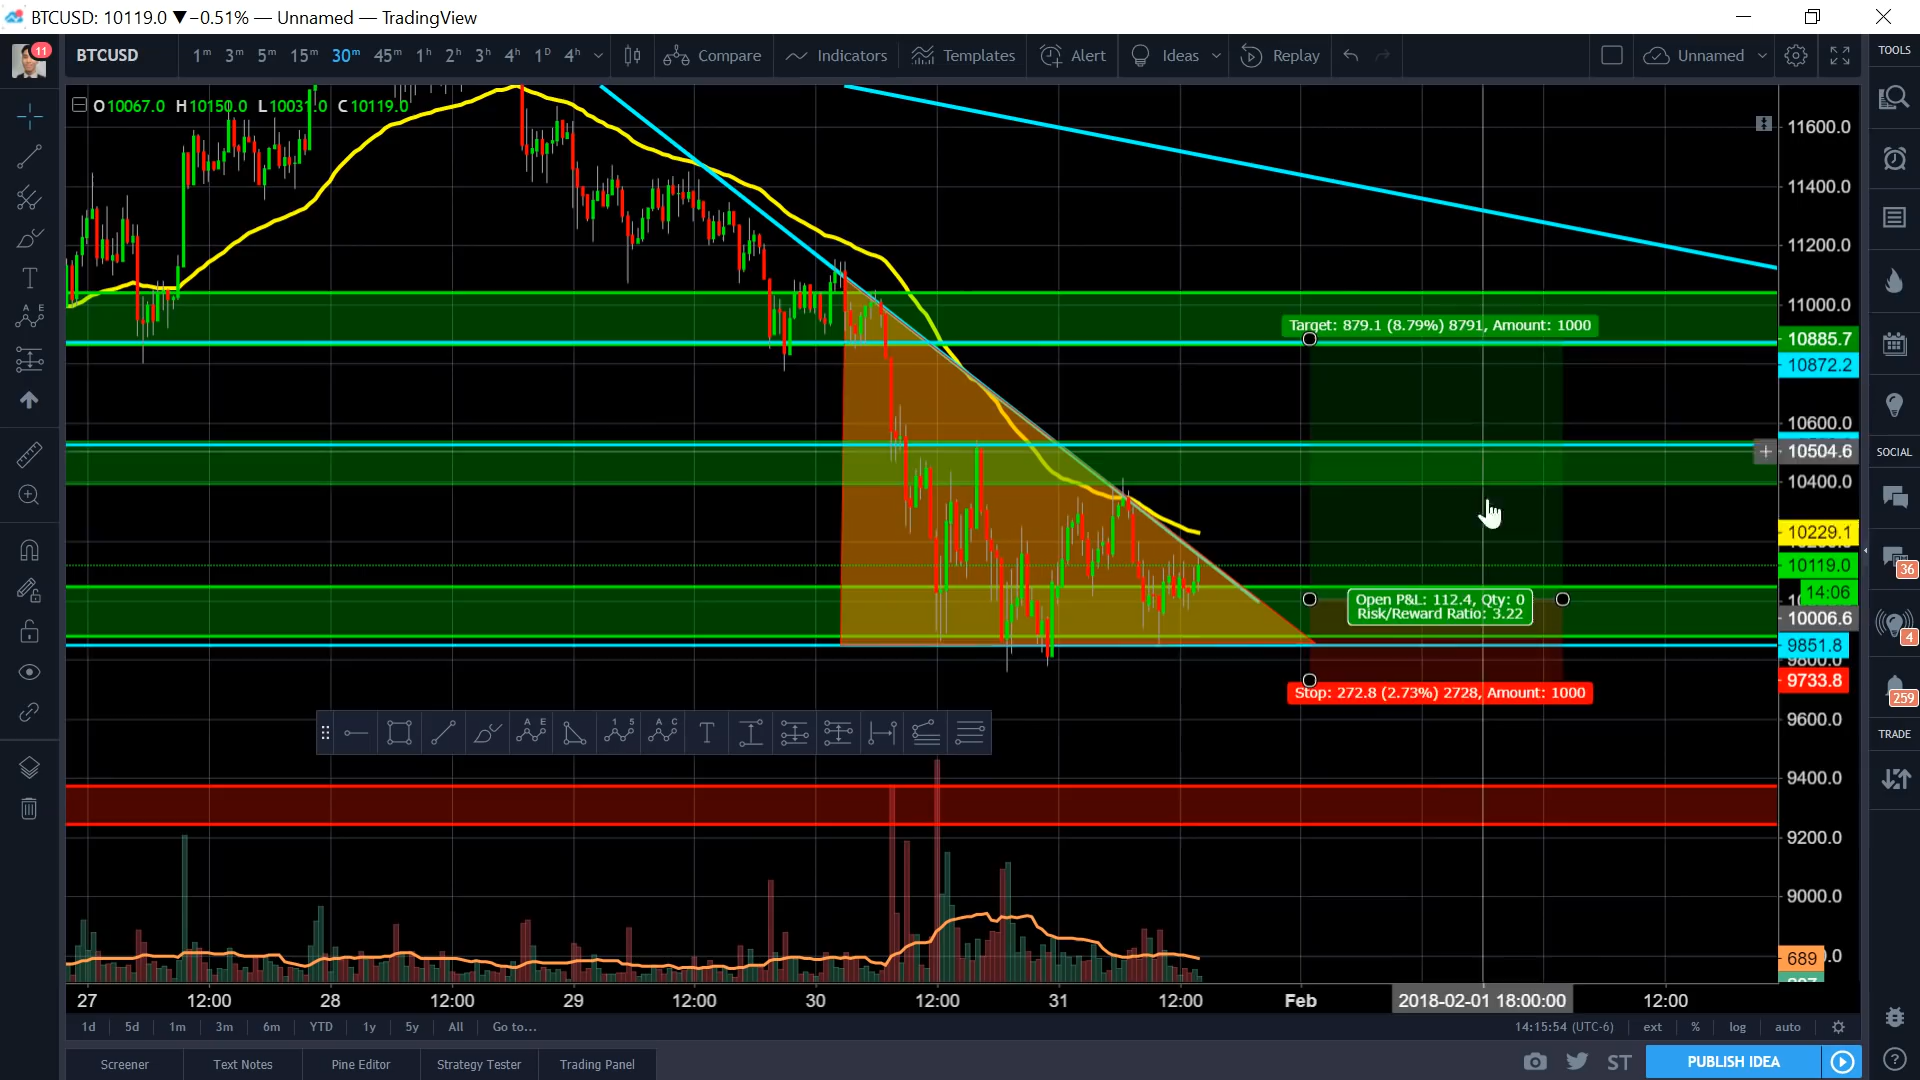 BTCUSD: 10119.0 ▼−0.51% — Unnamed — TradingView
11
BTCUSD
1m 3m 5m 15m 30m 45m 1h 2h 3h 4h 1D 4h
Compare
Indicators
Templates
Alert
Ideas
Replay
Unnamed
TOOLS
O10067.0 H10150.0 L10031.0 C10119.0
11600.0
11400.0
11200.0
11000.0
Target: 879.1 (8.79%) 8791, Amount: 1000
10885.7
10872.2
10600.0
10504.6
SOCIAL
10400.0
10229.1
10119.0
36
14:06
Open P&L: 112.4, Qty: 0
Risk/Reward Ratio: 3.22
10006.6
4
9851.8
9800.0
9733.8
Stop: 272.8 (2.73%) 2728, Amount: 1000
259
9600.0
TRADE
9400.0
9200.0
9000.0
689
27 12:00 28 12:00 29 12:00 30 12:00 31 12:00 Feb 2018-02-01 18:00:00 12:00
1d 5d 1m 3m 6m YTD 1y 5y All Go to...
14:15:54 (UTC-6) ext % log auto
Screener Text Notes Pine Editor Strategy Tester Trading Panel
ST
PUBLISH IDEA